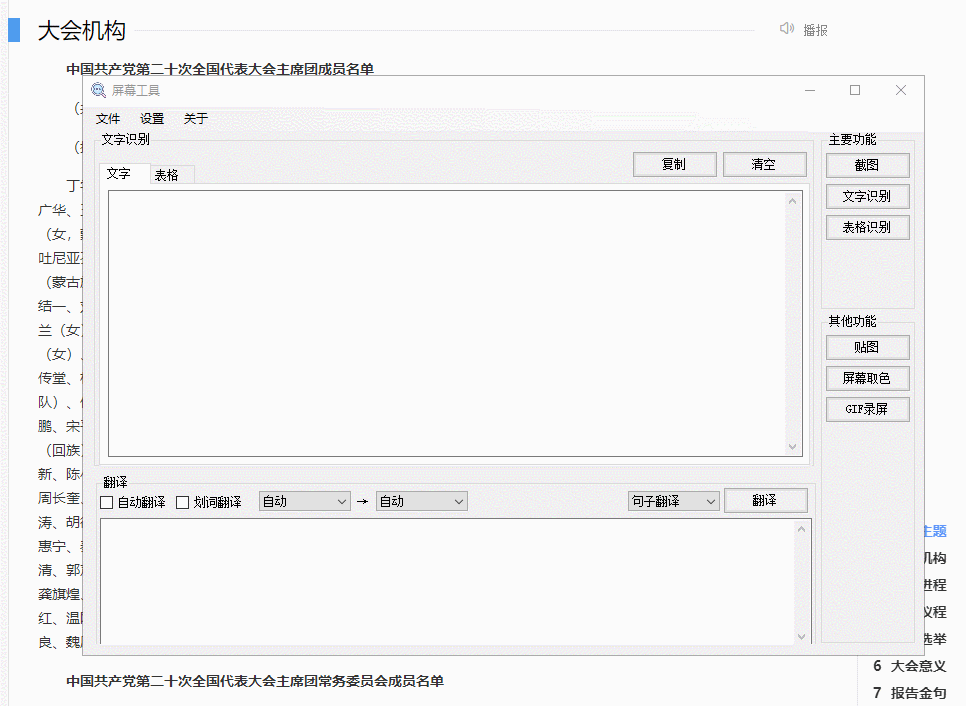 大会机构
播报
中国共产党第二十次全国代表大会主席团成员名单
屏幕工具
文件 设置 关于
文字识别
文字 表格
复制 清空
主要功能
截图
文字识别
表格识别
其他功能
贴图
屏幕取色
GIF录屏
翻译
自动翻译 划词翻译 自动 → 自动 句子翻译 翻译
广华、
（女，
吐尼亚
（蒙古
结一、
兰（女
（女）
传堂、
队）、
鹏、宋
（回族
新、陈
周长奎
涛、胡
惠宁、
清、郭
龚旗煌
红、温
良、魏
主题
机构
进程
议程
选举
6 大会意义
7 报告金句
中国共产党第二十次全国代表大会主席团常务委员会成员名单